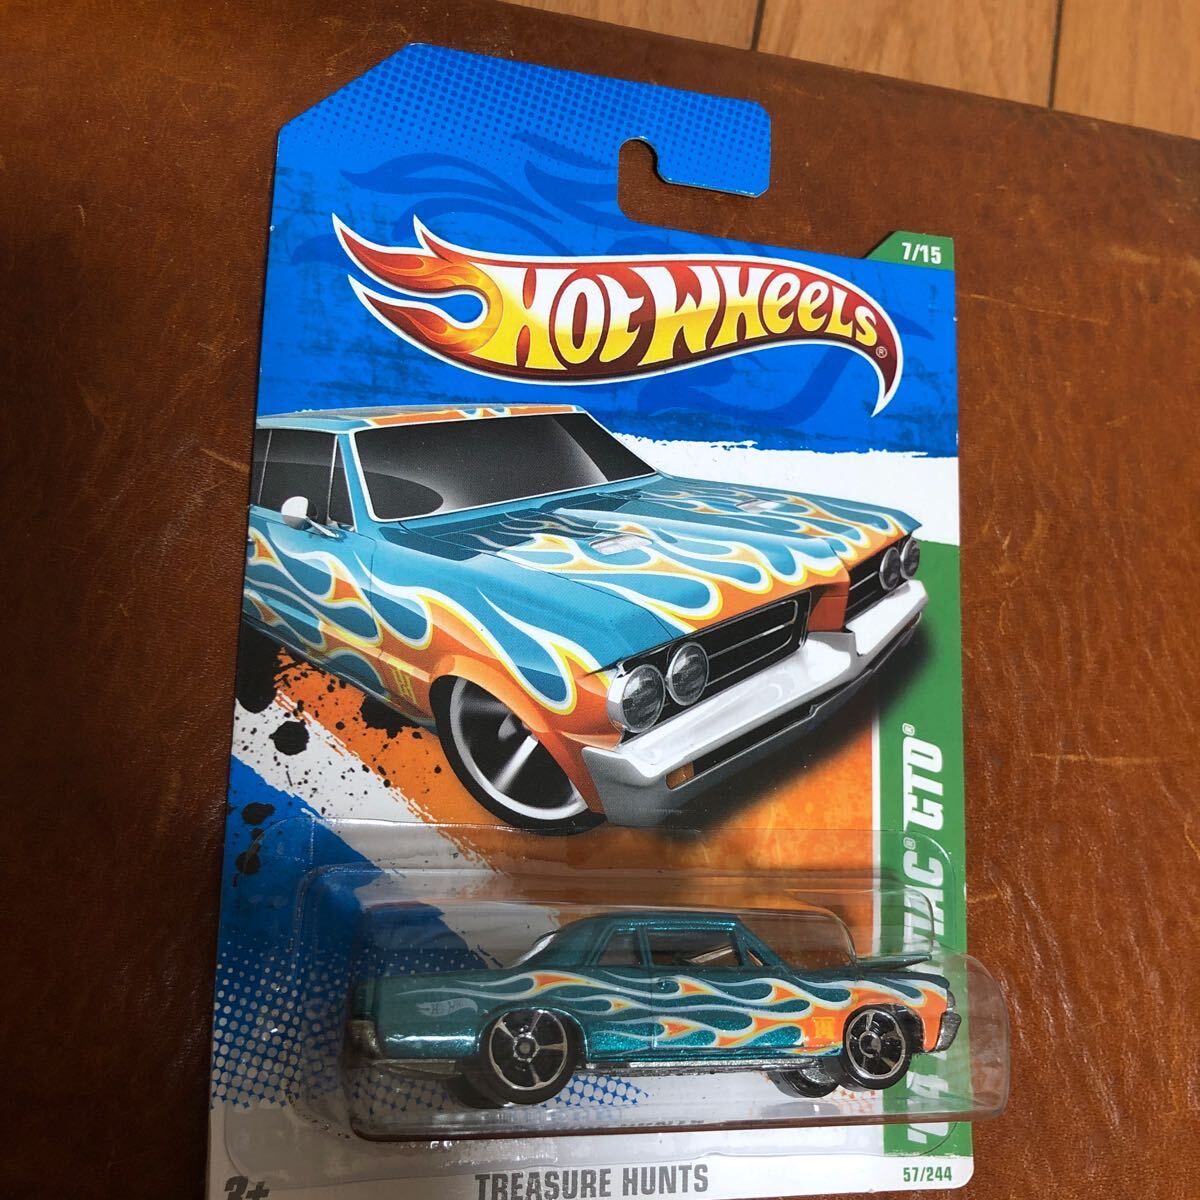 7/15
HOT WHEELS®
GTO®
TREASURE HUNTS
57/244
3+